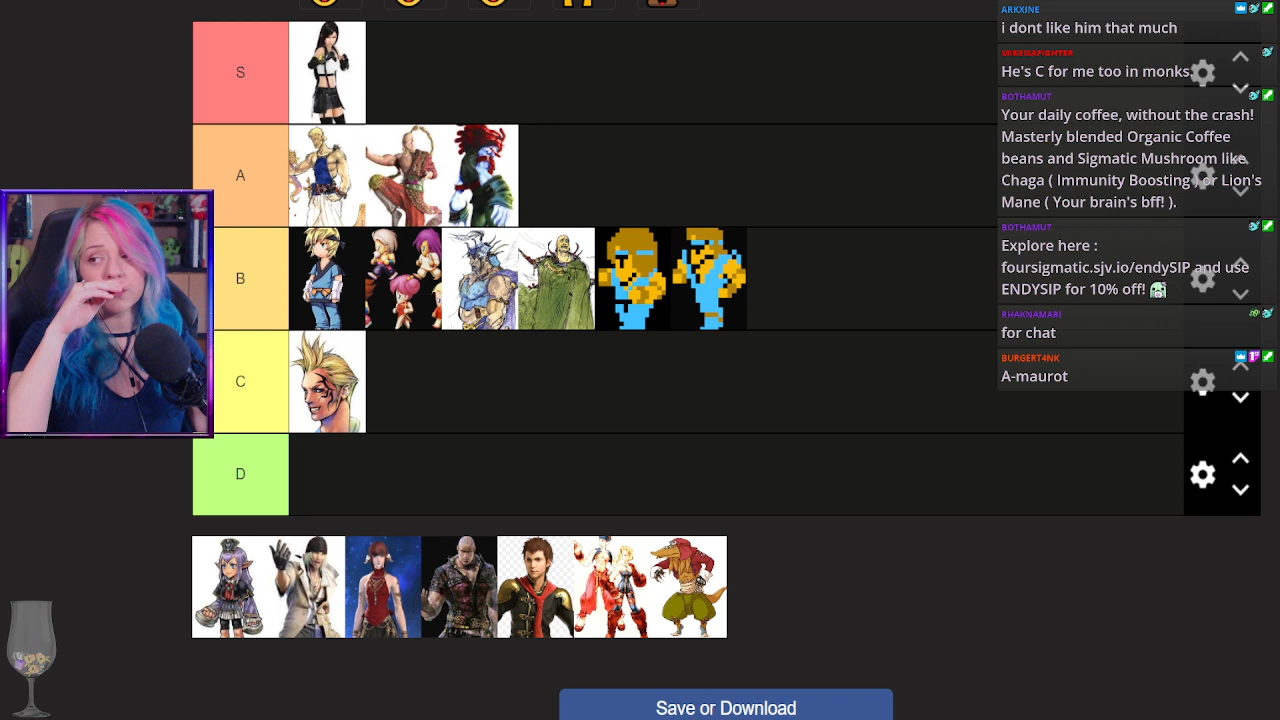 ARKXINE
i dont like him that much
S
MIKEISAFIGHTER
He's C for me too in monks
BOTHAMUT
Your daily coffee, without the crash!
Masterly blended Organic Coffee
beans and Sigmatic Mushroom like
A
Chaga ( Immunity Boosting ) or Lion's
Mane ( Your brain's bff! ).
BOTHAMUT
Explore here :
foursigmatic.sjv.io/endySIP and use
B
ENDYSIP for 10% off!
RHAKNAMARI
for chat
BURGERT4NK
A-maurot
C
D
Save or Download